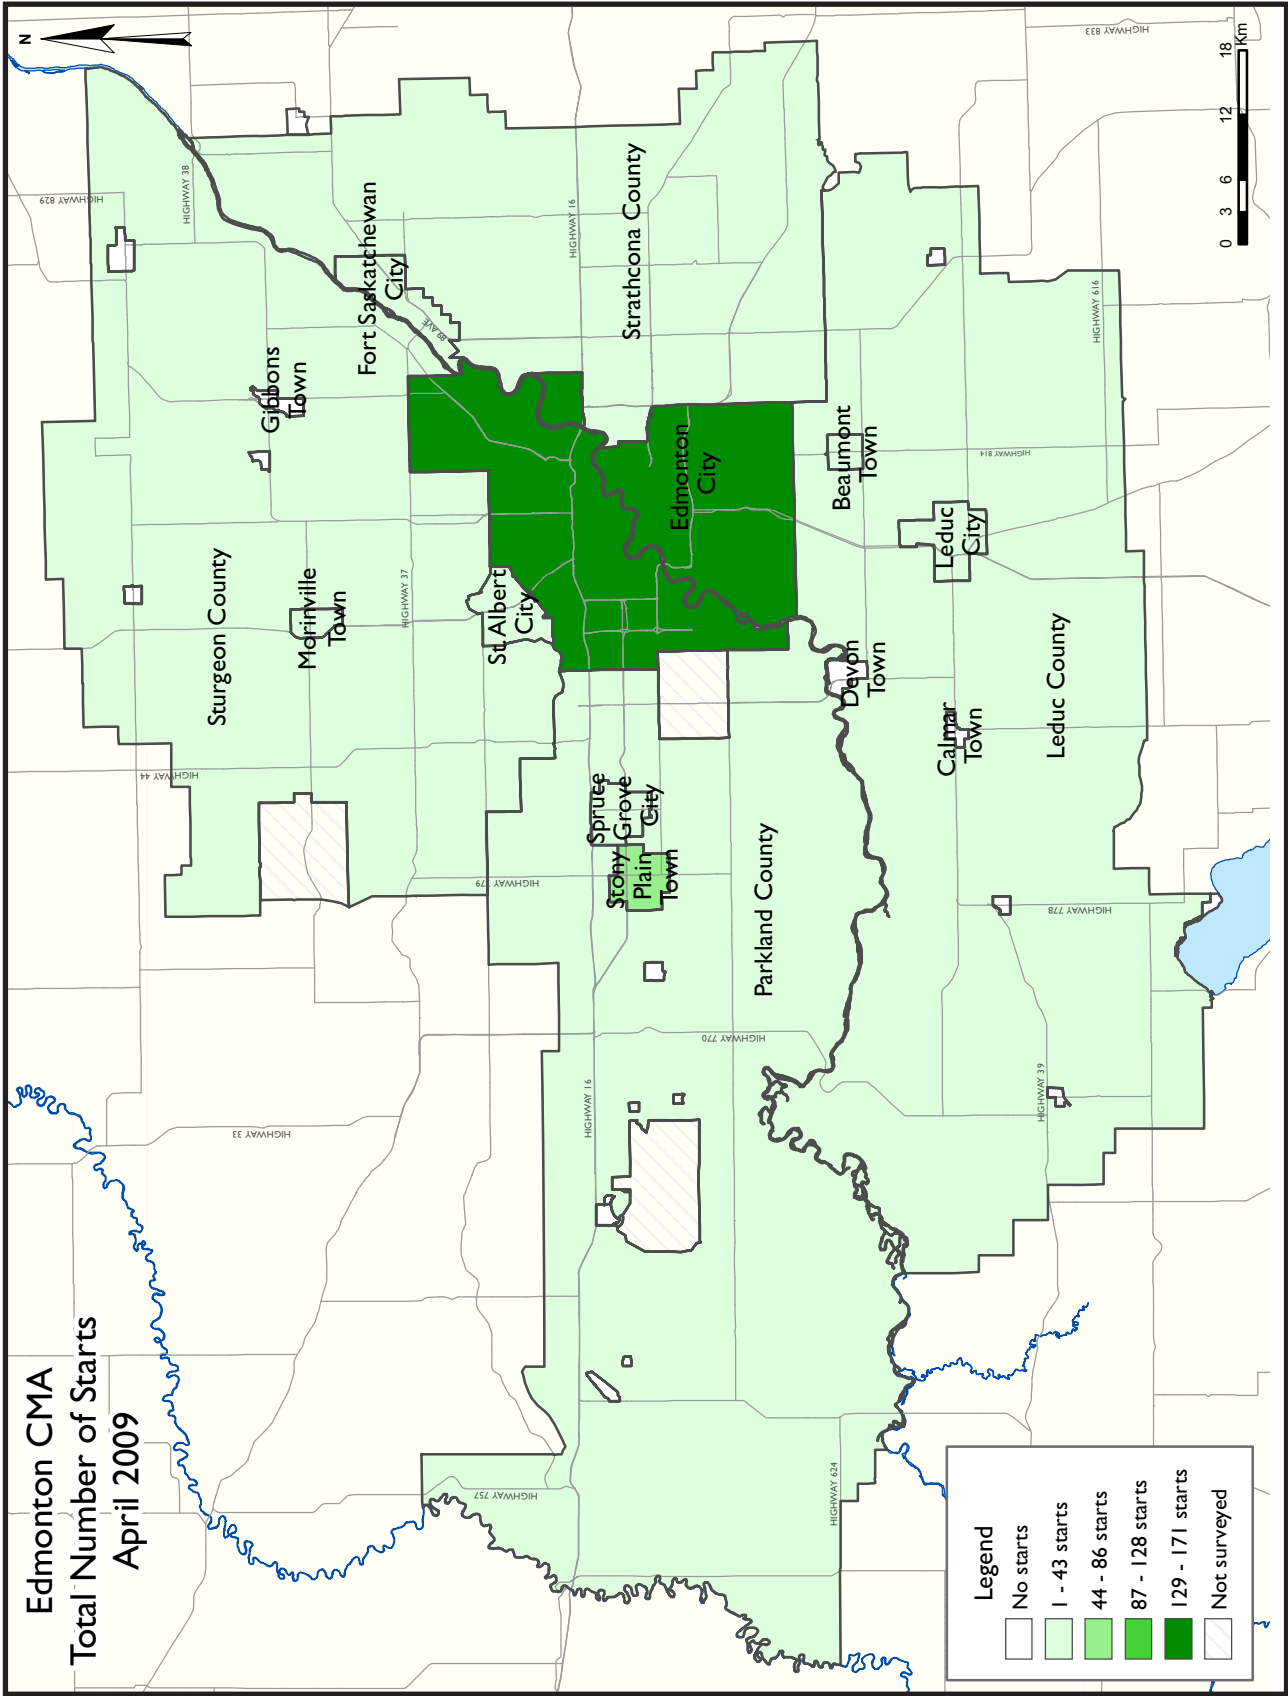 Edmonton CMA
Total Number of Starts
April 2009
N
HIGHWAY 829
HIGHWAY 38
HIGHWAY 833
Fort Saskatchewan
City
89 AVE
Gibbons
Town
HIGHWAY 16
Strathcona County
Sturgeon County
Morinville
Town
HIGHWAY 37
HIGHWAY 44
St. Albert
City
Edmonton
City
Beaumont
Town
HIGHWAY 814
HIGHWAY 616
Leduc
City
Devon
Town
Calmar
Town
Leduc County
Spruce
Grove
City
Stony
Plain
Town
HIGHWAY 779
Parkland County
HIGHWAY 778
HIGHWAY 770
HIGHWAY 39
HIGHWAY 16
HIGHWAY 33
HIGHWAY 757
HIGHWAY 624
0 3 6 12 18
Km
Legend
No starts
1 - 43 starts
44 - 86 starts
87 - 128 starts
129 - 171 starts
Not surveyed